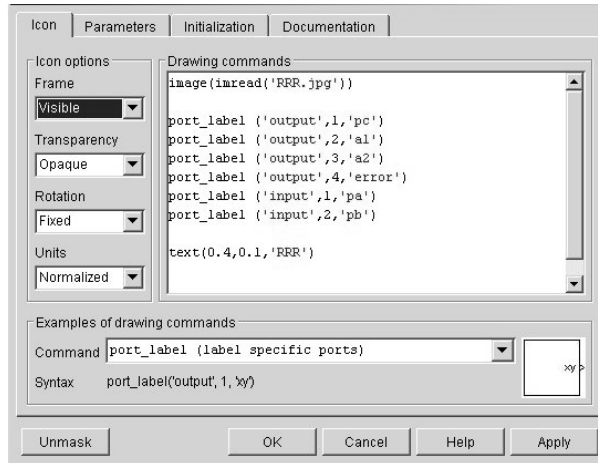 Icon Parameters Initialization Documentation
Icon options
Frame
Visible
Transparency
Opaque
Rotation
Fixed
Units
Normalized
Drawing commands
image(imread('RRR.jpg'))
port_label ('output',1,'pc')
port_label ('output',2,'a1')
port_label ('output',3,'a2')
port_label ('output',4,'error')
port_label ('input',1,'pa')
port_label ('input',2,'pb')
text(0.4,0.1,'RRR')
Examples of drawing commands
Command port_label (label specific ports)
Syntax port_label('output', 1, 'xy')
xy
Unmask OK Cancel Help Apply